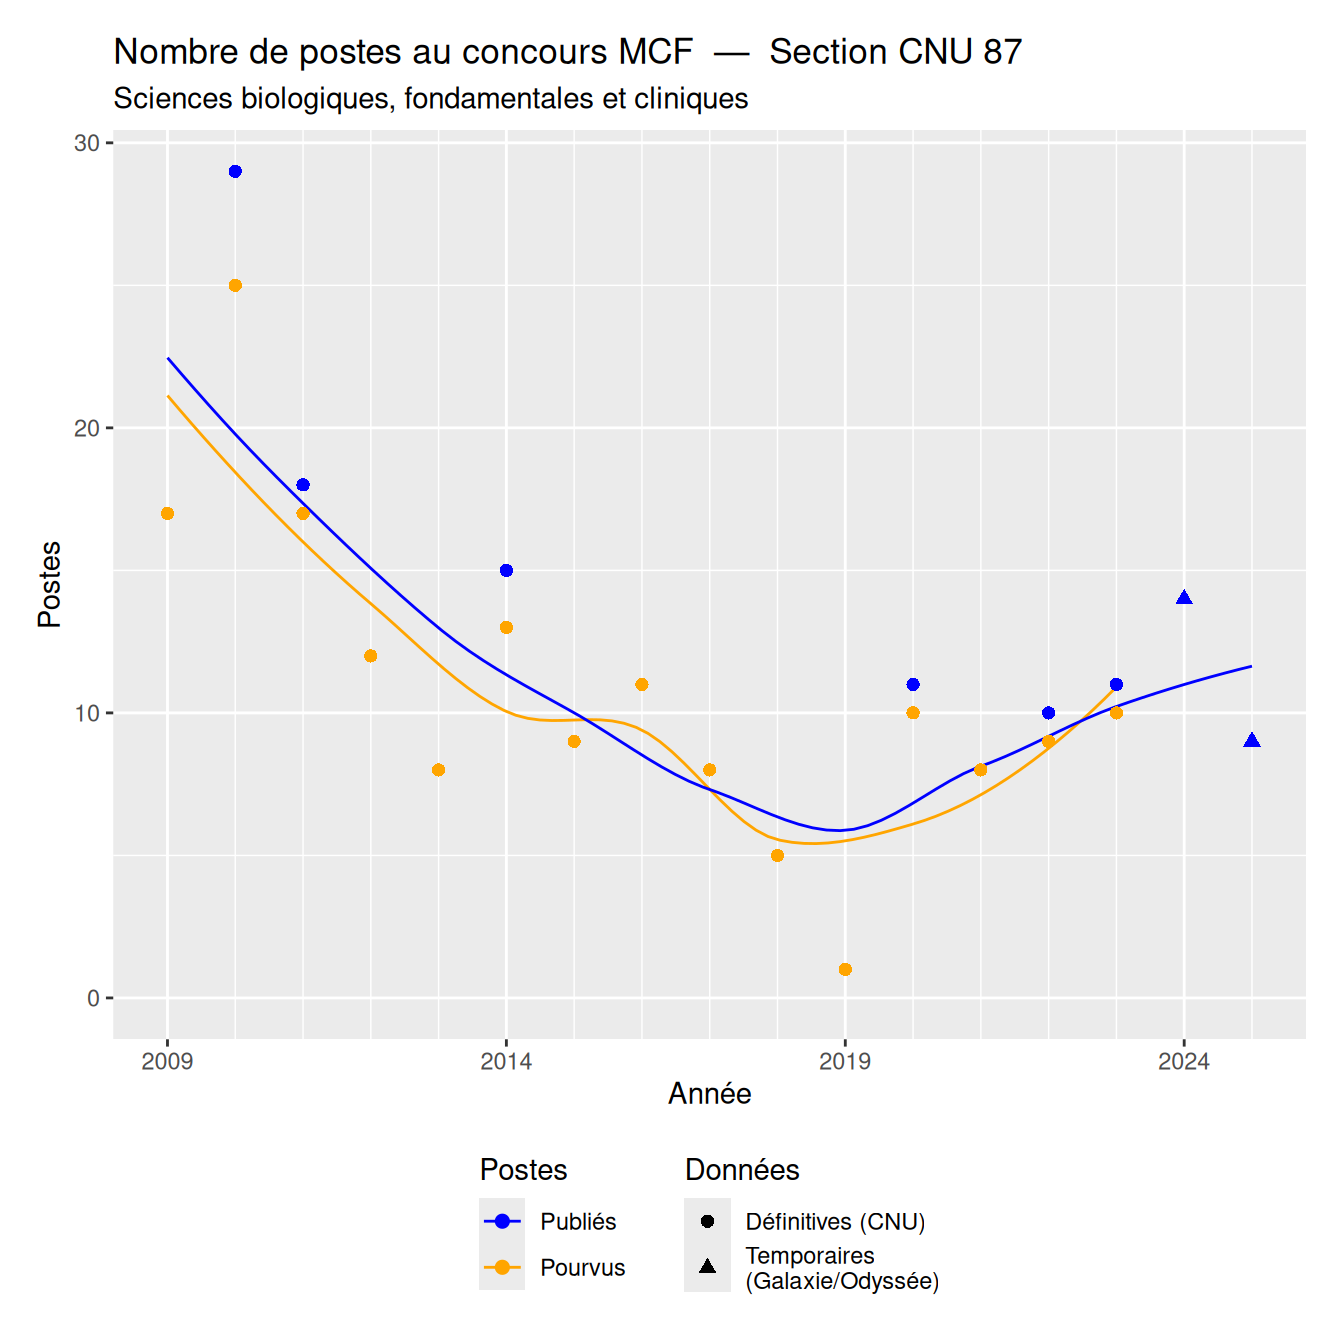 Nombre de postes au concours MCF — Section CNU 87
Sciences biologiques, fondamentales et cliniques
30
20
10
0
Postes
2009 2014 2019 2024
Année
Postes
Publiés
Pourvus
Données
Définitives (CNU)
Temporaires
(Galaxie/Odyssée)